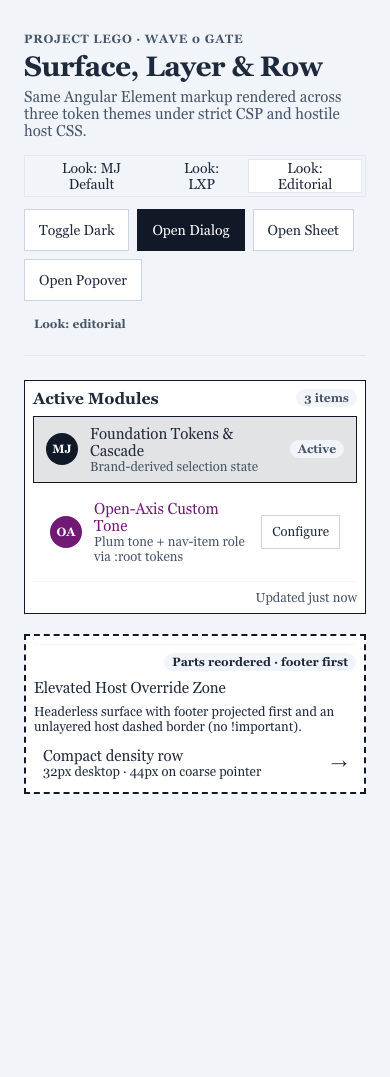 PROJECT LEGO · WAVE 0 GATE
Surface, Layer & Row
Same Angular Element markup rendered across
three token themes under strict CSP and hostile
host CSS.
Look: MJ
Default
Look:
LXP
Look:
Editorial
Toggle Dark
Open Dialog
Open Sheet
Open Popover
Look: editorial
Active Modules
3 items
MJ
Foundation Tokens &
Cascade
Brand-derived selection state
Active
OA
Open-Axis Custom
Tone
Plum tone + nav-item role
via :root tokens
Configure
Updated just now
Parts reordered · footer first
Elevated Host Override Zone
Headerless surface with footer projected first and an
unlayered host dashed border (no !important).
Compact density row
32px desktop · 44px on coarse pointer
→